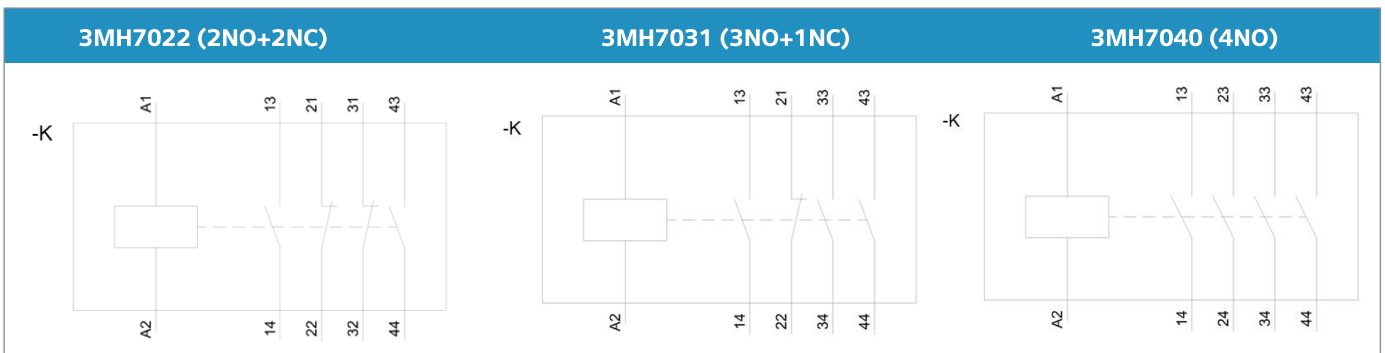 3MH7022 (2NO+2NC)
3MH7031 (3NO+1NC)
3MH7040 (4NO)
-K
A1 13 21 31 43
A2 14 22 32 44
-K
A1 13 21 33 43
A2 14 22 34 44
-K
A1 13 23 33 43
A2 14 24 34 44